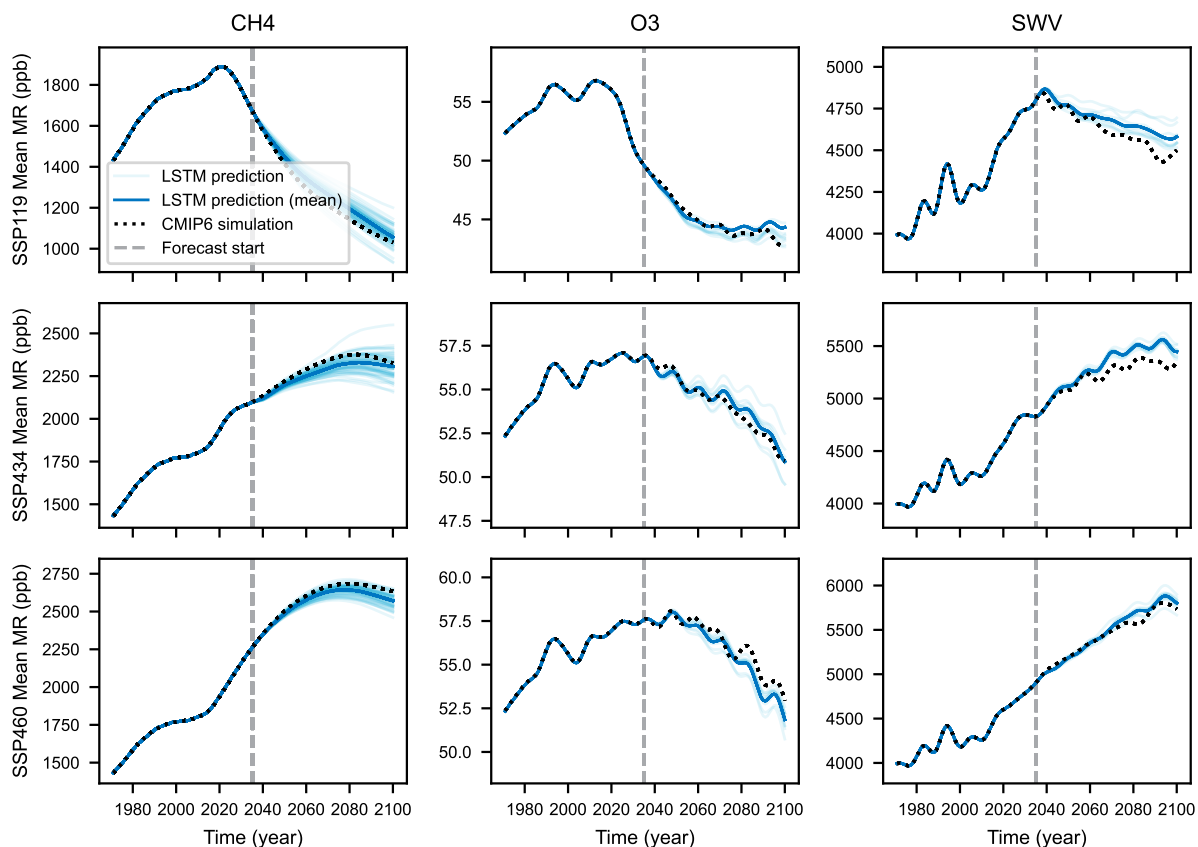 CH4
O3
SWV
SSP119 Mean MR (ppb)
1800
1600
1400
1200
1000
LSTM prediction
LSTM prediction (mean)
CMIP6 simulation
Forecast start
1980 2000 2020 2040 2060 2080 2100
55
50
45
5000
4750
4500
4250
4000
SSP434 Mean MR (ppb)
2500
2250
2000
1750
1500
57.5
55.0
52.5
50.0
47.5
5500
5000
4500
4000
SSP460 Mean MR (ppb)
2750
2500
2250
2000
1750
1500
60.0
57.5
55.0
52.5
50.0
6000
5500
5000
4500
4000
1980 2000 2020 2040 2060 2080 2100
1980 2000 2020 2040 2060 2080 2100
Time (year)
Time (year)
Time (year)